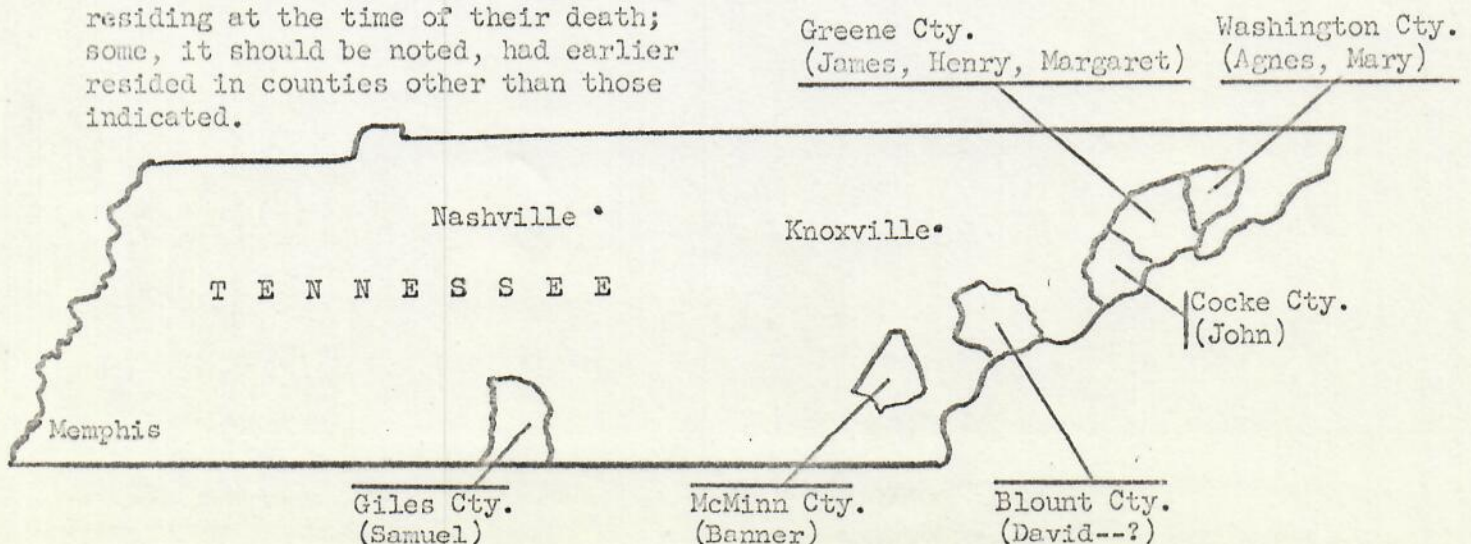 residing at the time of their death;
some, it should be noted, had earlier
resided in counties other than those
indicated.
Greene Cty.
(James, Henry, Margaret)
Washington Cty.
(Agnes, Mary)
Nashville
Knoxville
T E N N E S S E E
Cocke Cty.
(John)
Memphis
Giles Cty.
(Samuel)
McMinn Cty.
(Banner)
Blount Cty.
(David--?)